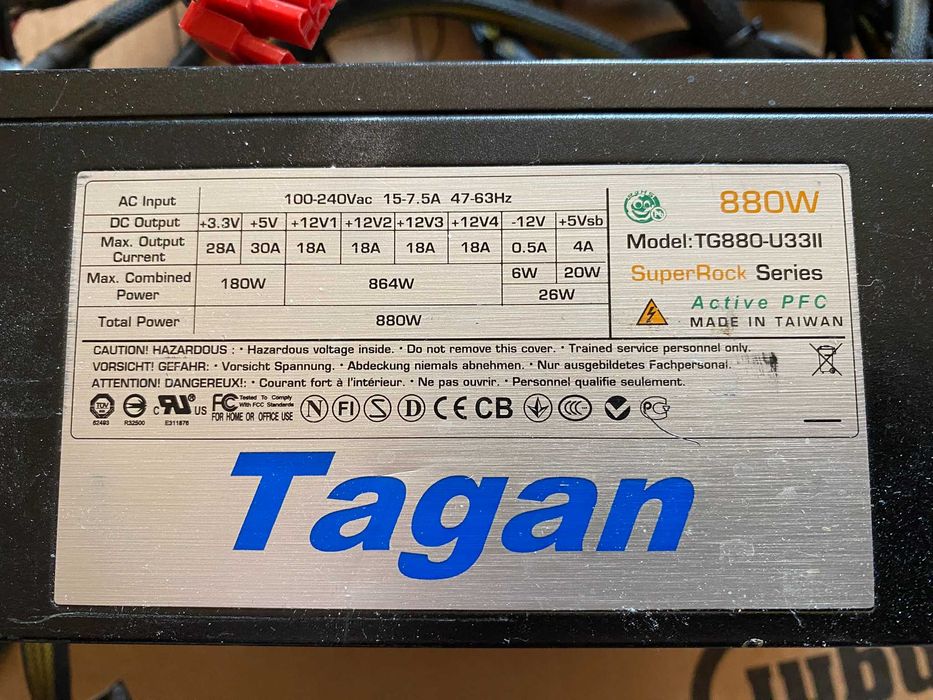 AC Input 100-240Vac 15-7.5A 47-63Hz
DC Output +3.3V +5V +12V1 +12V2 +12V3 +12V4 -12V +5Vsb
Max. Output Current 28A 30A 18A 18A 18A 18A 0.5A 4A
Max. Combined Power 180W 864W 6W 20W
26W
Total Power 880W
880W
Model:TG880-U33II
SuperRock Series
Active PFC
MADE IN TAIWAN
CAUTION! HAZARDOUS : · Hazardous voltage inside. · Do not remove this cover. · Trained service personnel only.
VORSICHT! GEFAHR: · Vorsicht Spannung. · Abdeckung niemals abnehmen. · Nur ausgebildetes Fachpersonal.
ATTENTION! DANGEREUX!: · Courant fort à l'intérieur. · Ne pas ouvrir. · Personnel qualifie seulement.
c RU® US FC Tested To Comply With FCC Standards FOR HOME OR OFFICE USE N FI S D CE CB
62493 R32500 E311876
Tagan